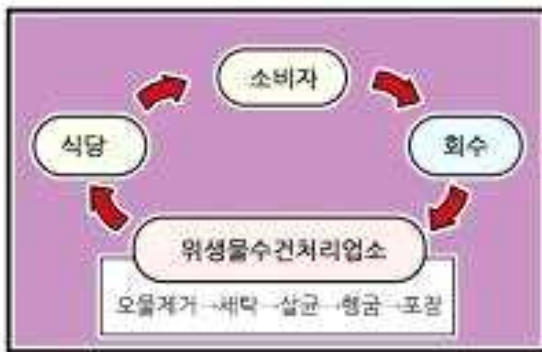 소비자
식당
회수
위생물수건처리업소
오물제거→세탁→살균→헹굼→포장